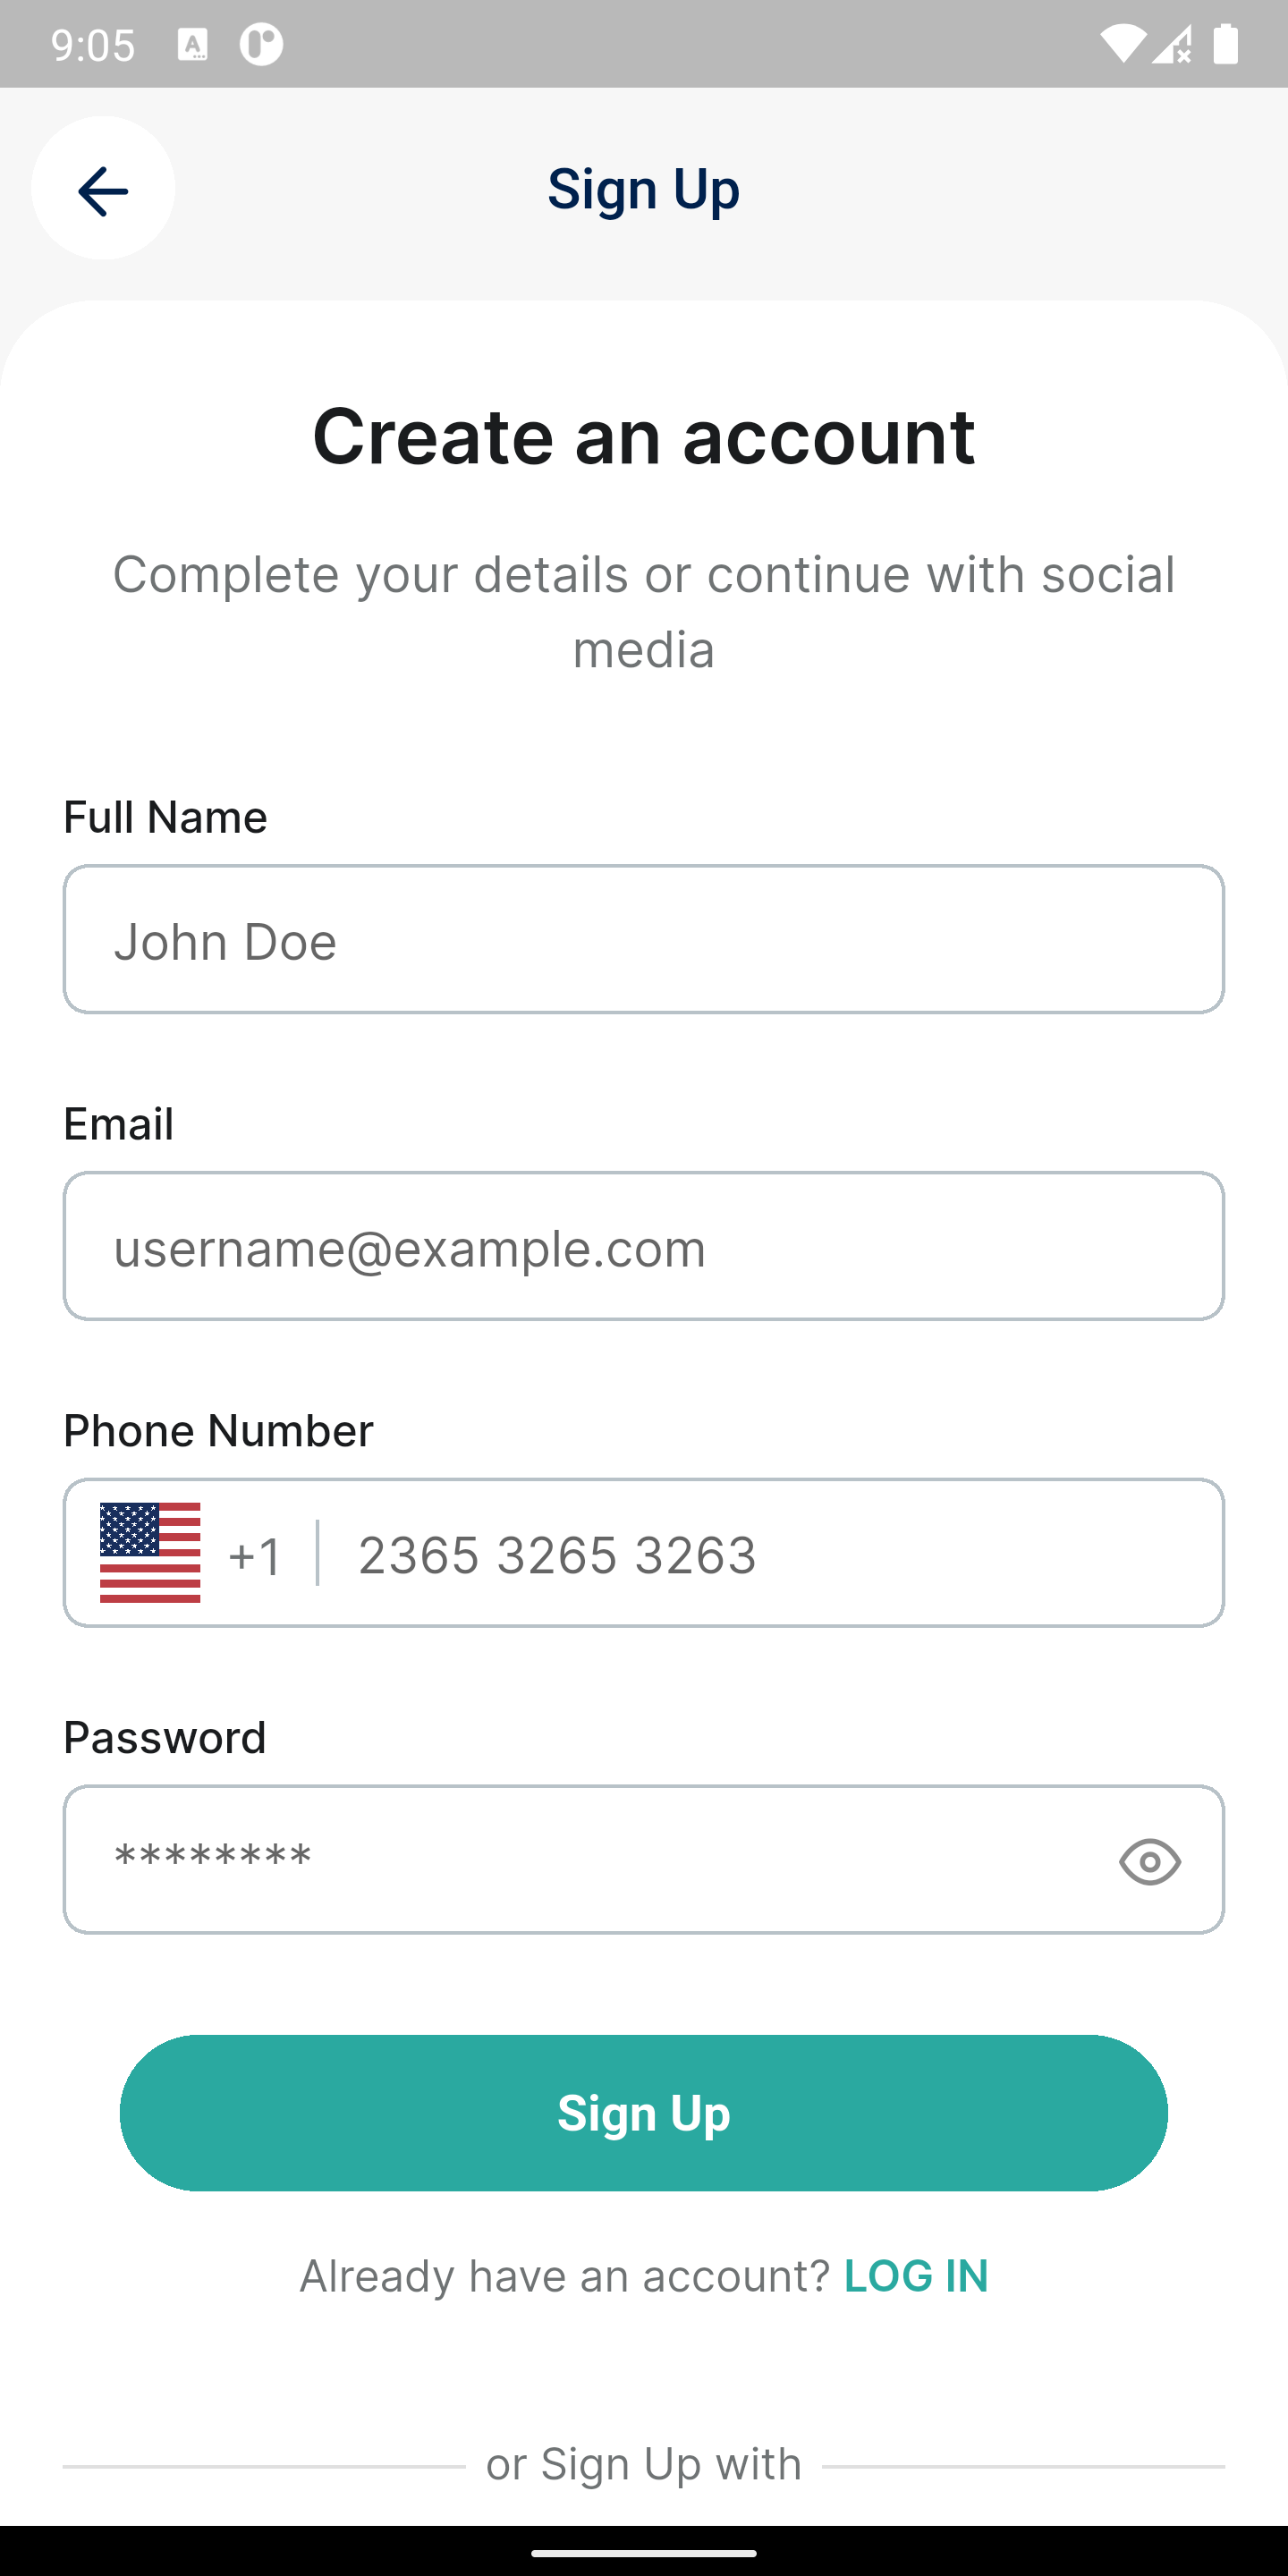 9:05
Sign Up
Create an account
Complete your details or continue with social
media
Full Name
John Doe
Email
username@example.com
Phone Number
+1 2365 3265 3263
Password
********
Sign Up
Already have an account? LOG IN
or Sign Up with